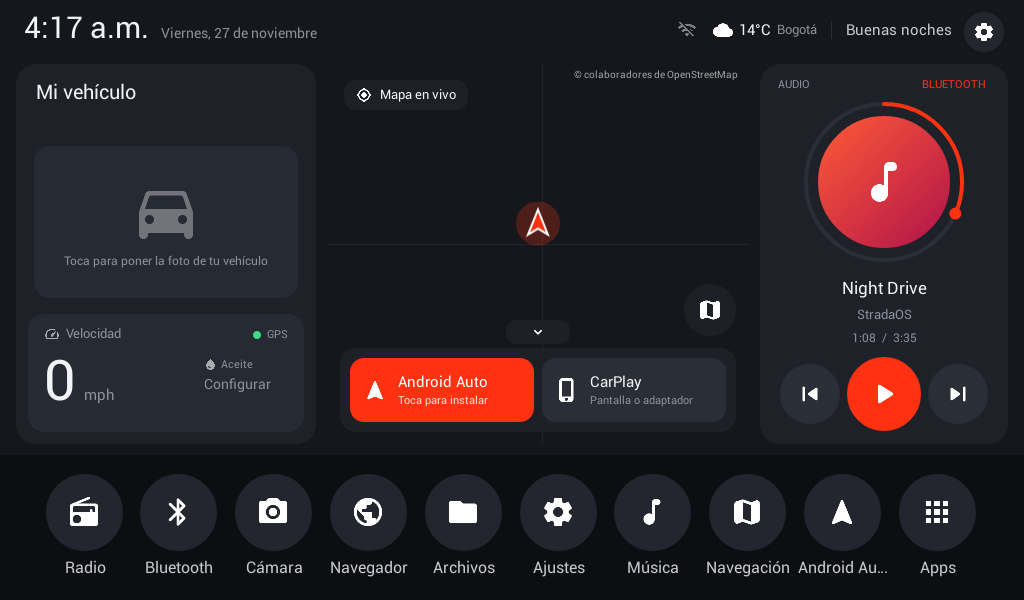 4:17 a.m. Viernes, 27 de noviembre
14°C Bogotá
Buenas noches
Mi vehículo
Toca para poner la foto de tu vehículo
Velocidad
GPS
0 mph
Aceite
Configurar
Mapa en vivo
© colaboradores de OpenStreetMap
Android Auto
Toca para instalar
CarPlay
Pantalla o adaptador
AUDIO
BLUETOOTH
Night Drive
StradaOS
1:08 / 3:35
Radio
Bluetooth
Cámara
Navegador
Archivos
Ajustes
Música
Navegación
Android Au...
Apps